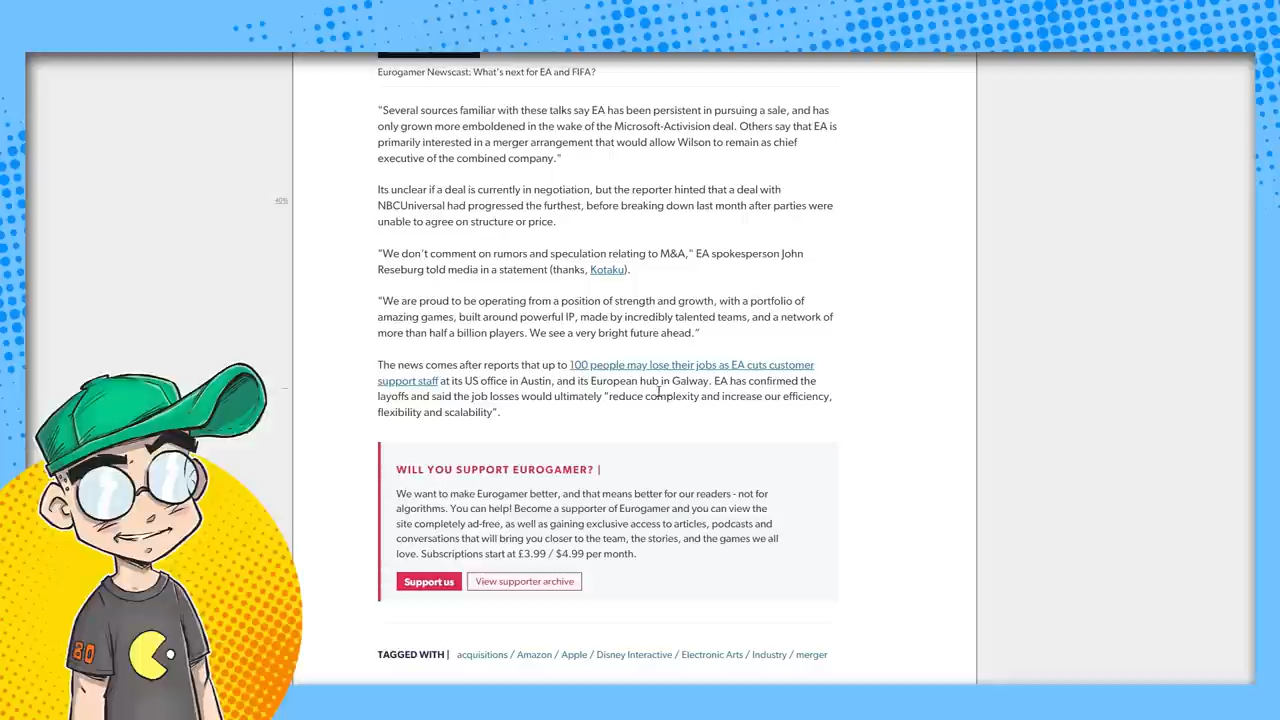 Eurogamer Newscast: What's next for EA and FIFA?
"Several sources familiar with these talks say EA has been persistent in pursuing a sale, and has
only grown more emboldened in the wake of the Microsoft-Activision deal. Others say that EA is
primarily interested in a merger arrangement that would allow Wilson to remain as chief
executive of the combined company."
40%
Its unclear if a deal is currently in negotiation, but the reporter hinted that a deal with
NBCUniversal had progressed the furthest, before breaking down last month after parties were
unable to agree on structure or price.
"We don't comment on rumors and speculation relating to M&A," EA spokesperson John
Reseburg told media in a statement (thanks, Kotaku).
"We are proud to be operating from a position of strength and growth, with a portfolio of
amazing games, built around powerful IP, made by incredibly talented teams, and a network of
more than half a billion players. We see a very bright future ahead."
The news comes after reports that up to 100 people may lose their jobs as EA cuts customer
support staff at its US office in Austin, and its European hub in Galway. EA has confirmed the
layoffs and said the job losses would ultimately "reduce complexity and increase our efficiency,
flexibility and scalability".
WILL YOU SUPPORT EUROGAMER? |
We want to make Eurogamer better, and that means better for our readers - not for
algorithms. You can help! Become a supporter of Eurogamer and you can view the
site completely ad-free, as well as gaining exclusive access to articles, podcasts and
conversations that will bring you closer to the team, the stories, and the games we all
love. Subscriptions start at £3.99 / $4.99 per month.
Support us View supporter archive
80
TAGGED WITH | acquisitions / Amazon / Apple / Disney Interactive / Electronic Arts / Industry / merger